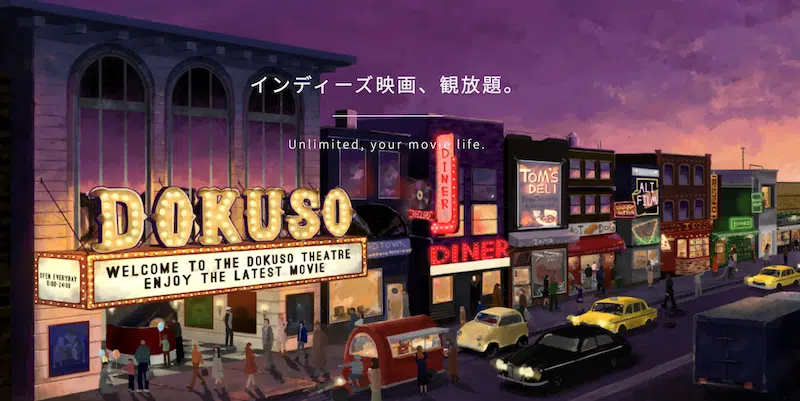 インディーズ映画、観放題。
Unlimited, your movie life.
DOKUSO
WELCOME TO THE DOKUSO THEATRE
ENJOY THE LATEST MOVIE
OPEN EVERYDAY
DINER
DINER
TOM'S
DELI
ALT